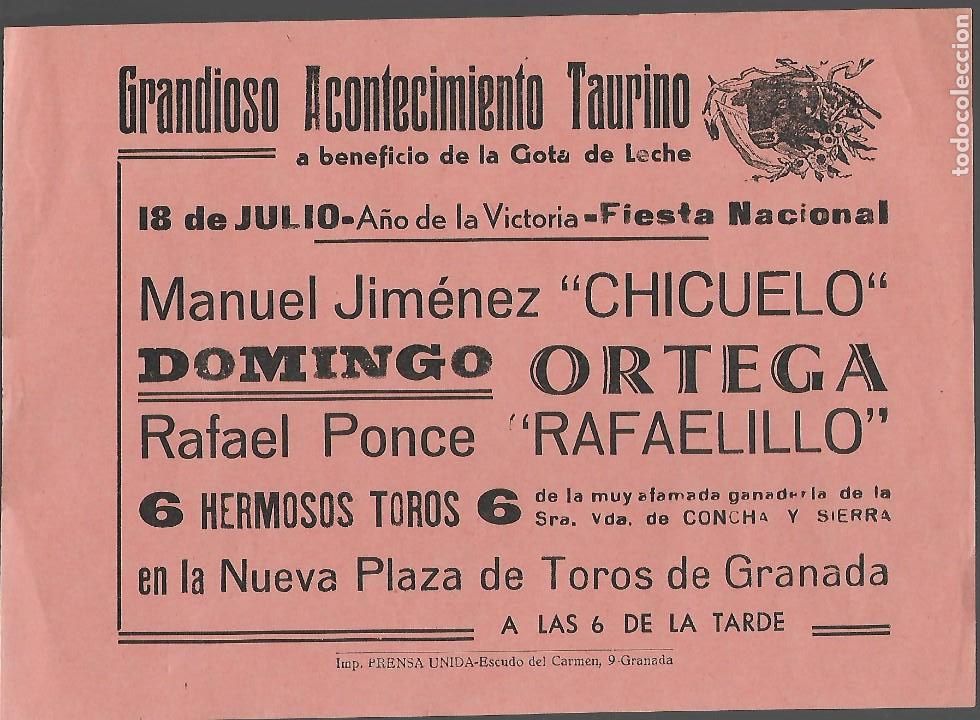 Grandioso Acontecimiento Taurino
a beneficio de la Gota de Leche
18 de JULIO-Año de la Victoria-Fiesta Nacional
Manuel Jiménez "CHICUELO"
DOMINGO ORTEGA
Rafael Ponce "RAFAELILLO"
6 HERMOSOS TOROS 6 de la muy afamada ganadería de la
Sra. Vda. de CONCHA Y SIERRA
en la Nueva Plaza de Toros de Granada
A LAS 6 DE LA TARDE
Imp. PRENSA UNIDA-Escudo del Carmen, 9-Granada
todocoleccion